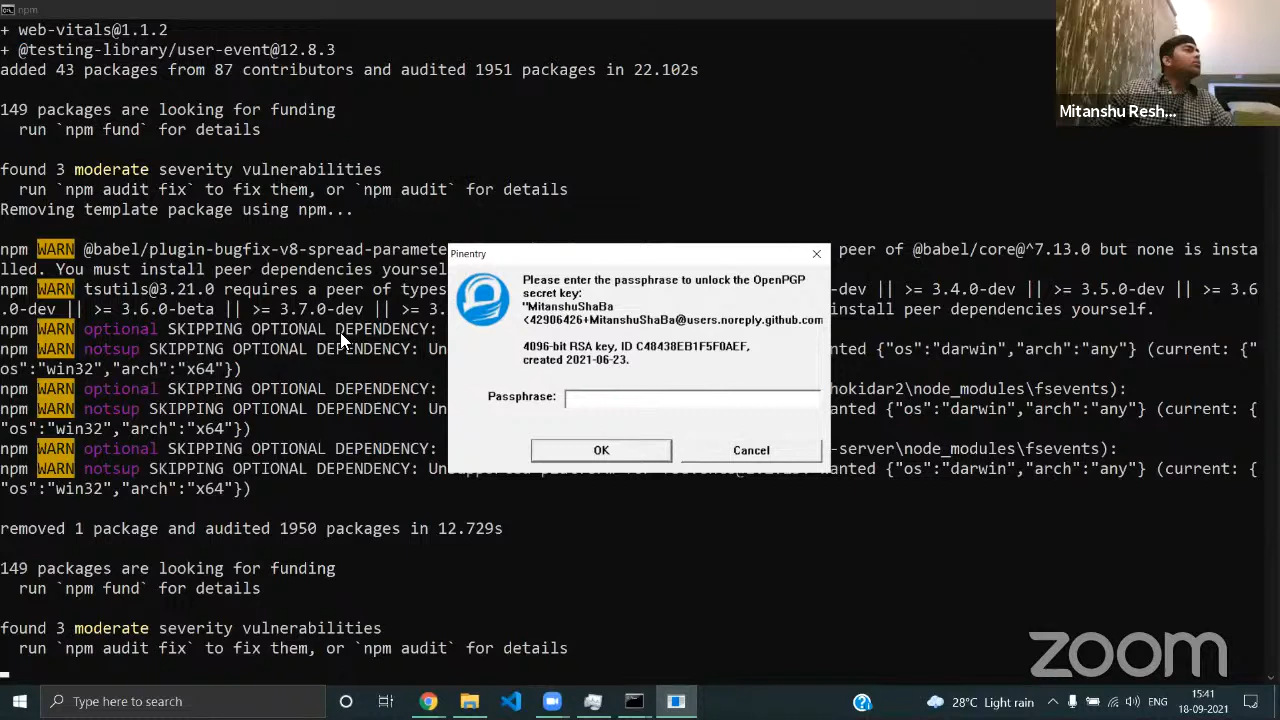 npm
+ web-vitals@1.1.2
+ @testing-library/user-event@12.8.3
added 43 packages from 87 contributors and audited 1951 packages in 22.102s
149 packages are looking for funding
run `npm fund` for details
found 3 moderate severity vulnerabilities
run `npm audit fix` to fix them, or `npm audit` for details
Removing template package using npm...
npm WARN @babel/plugin-bugfix-v8-spread-paramete peer of @babel/core@^7.13.0 but none is insta
lled. You must install peer dependencies yoursel
npm WARN tsutils@3.21.0 requires a peer of types -dev || >= 3.4.0-dev || >= 3.5.0-dev || >= 3.6
.0-dev || >= 3.6.0-beta || >= 3.7.0-dev || >= 3. install peer dependencies yourself.
npm WARN optional SKIPPING OPTIONAL DEPENDENCY:
npm WARN notsup SKIPPING OPTIONAL DEPENDENCY: Un anted {"os":"darwin","arch":"any"} (current: {"
os":"win32","arch":"x64"})
npm WARN optional SKIPPING OPTIONAL DEPENDENCY: hokidar2\node_modules\fsevents):
npm WARN notsup SKIPPING OPTIONAL DEPENDENCY: Un anted {"os":"darwin","arch":"any"} (current: {
"os":"win32","arch":"x64"})
npm WARN optional SKIPPING OPTIONAL DEPENDENCY: -server\node_modules\fsevents):
npm WARN notsup SKIPPING OPTIONAL DEPENDENCY: anted {"os":"darwin","arch":"any"} (current: {
"os":"win32","arch":"x64"})
removed 1 package and audited 1950 packages in 12.729s
149 packages are looking for funding
run `npm fund` for details
found 3 moderate severity vulnerabilities
run `npm audit fix` to fix them, or `npm audit` for details
Pinentry
Please enter the passphrase to unlock the OpenPGP
secret key:
"MitanshuShaBa
<42906426+MitanshuShaBa@users.noreply.github.com
4096-bit RSA key, ID C48438EB1F5F0AEF,
created 2021-06-23.
Passphrase:
OK
Cancel
Mitanshu Resh...
zoom
Type here to search
28°C Light rain
ENG
15:41
18-09-2021